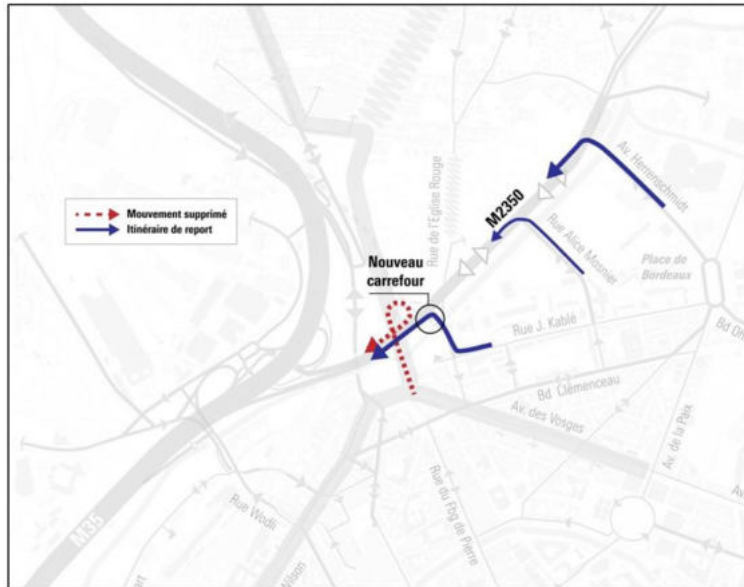 Av. Herrenschmidt
Rue de l'Eglise Rouge
Mouvement supprimé
Itinéraire de report
M2350
Rue Alice Mosnier
Nouveau
carrefour
Place de
Bordeaux
Rue J. Kablé
Bd Clémenceau
Av. des Vosges
Av. de la Paix
Rue du Fbg de Pierre
Rue Wodli
M35
Wilson